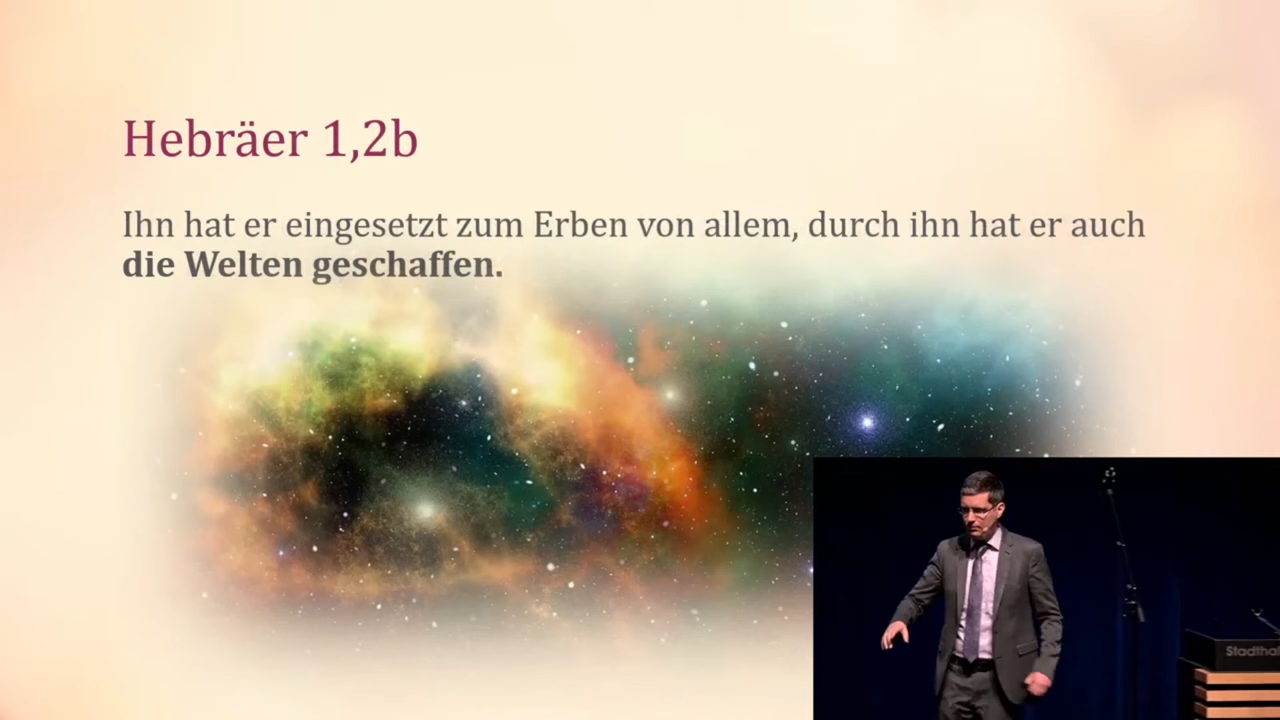 Hebräer 1,2b
Ihn hat er eingesetzt zum Erben von allem, durch ihn hat er auch
die Welten geschaffen.